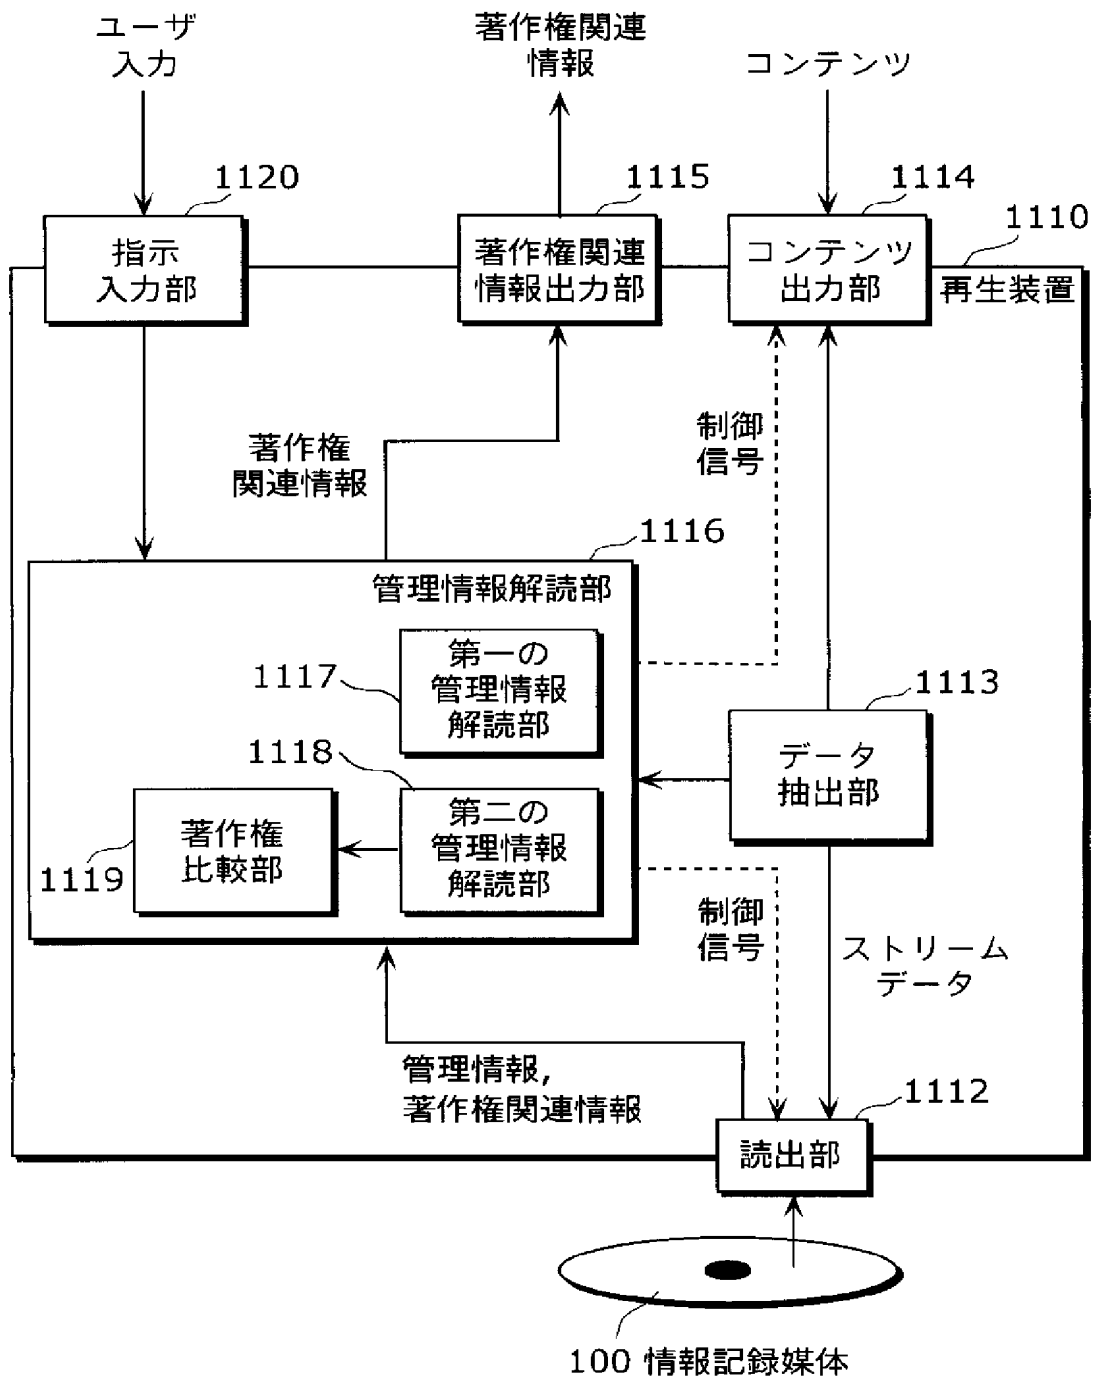 ユーザ
入力
著作権関連
情報
コンテンツ
1120
1115
1114
1110
指示
入力部
著作権関連
情報出力部
コンテンツ
出力部
再生装置
制御
信号
著作権
関連情報
1116
管理情報解読部
第一の
管理情報
解読部
1117
1113
データ
抽出部
1118
第二の
管理情報
解読部
著作権
比較部
1119
制御
信号
ストリーム
データ
管理情報,
著作権関連情報
1112
読出部
100 情報記録媒体